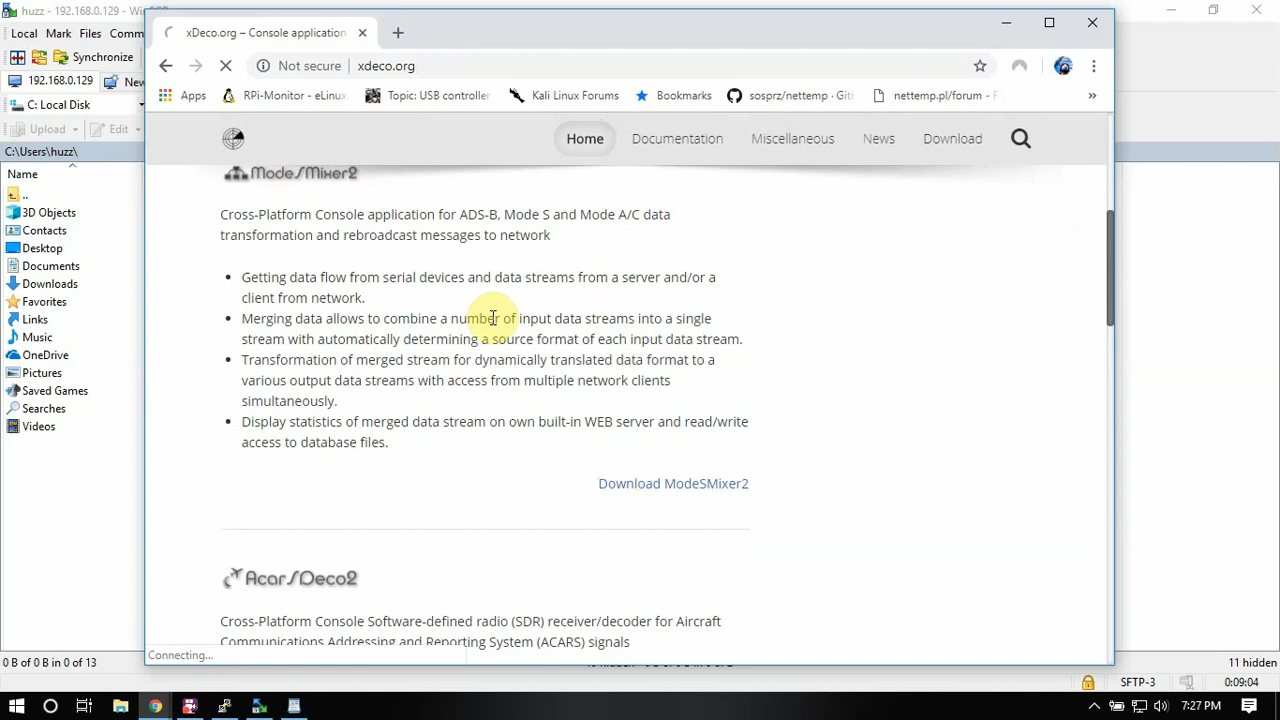 huzz - 192.168.0.129 - Wi
Local Mark Files Comm
Synchronize
192.168.0.129 New
C: Local Disk
Upload Edit
C:\Users\huzz\
Name
..
3D Objects
Contacts
Desktop
Documents
Downloads
Favorites
Links
Music
OneDrive
Pictures
Saved Games
Searches
Videos
0 B of 0 B in 0 of 13
xDeco.org – Console application
Not secure xdeco.org
Apps RPi-Monitor - eLinux Topic: USB controller Kali Linux Forums Bookmarks sosprz/nettemp · Git nettemp.pl/forum - F »
Home Documentation Miscellaneous News Download
ModeSMixer2
Cross-Platform Console application for ADS-B, Mode S and Mode A/C data
transformation and rebroadcast messages to network
Getting data flow from serial devices and data streams from a server and/or a
client from network.
Merging data allows to combine a number of input data streams into a single
stream with automatically determining a source format of each input data stream.
Transformation of merged stream for dynamically translated data format to a
various output data streams with access from multiple network clients
simultaneously.
Display statistics of merged data stream on own built-in WEB server and read/write
access to database files.
Download ModeSMixer2
AcarSDeco2
Cross-Platform Console Software-defined radio (SDR) receiver/decoder for Aircraft
Communications Addressing and Reporting System (ACARS) signals
Connecting...
11 hidden
SFTP-3 0:09:04
7:27 PM